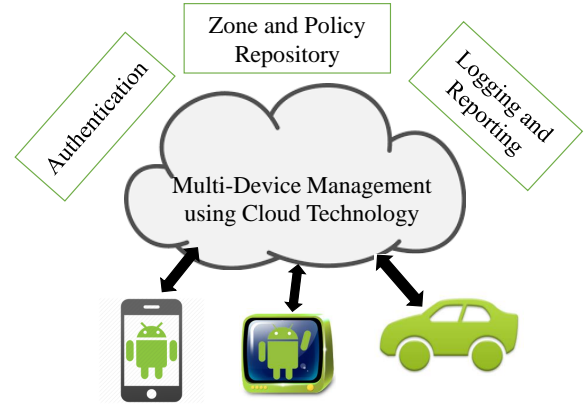 Zone and Policy
Repository
Authentication
Logging and
Reporting
Multi-Device Management
using Cloud Technology